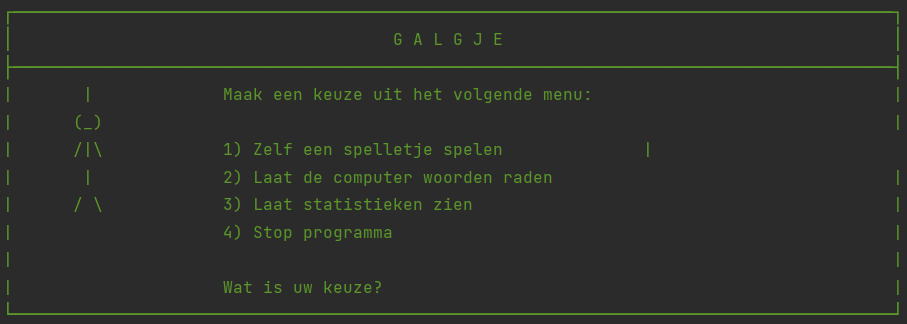 G A L G J E
Maak een keuze uit het volgende menu:
1) Zelf een spelletje spelen
2) Laat de computer woorden raden
3) Laat statistieken zien
4) Stop programma
Wat is uw keuze?